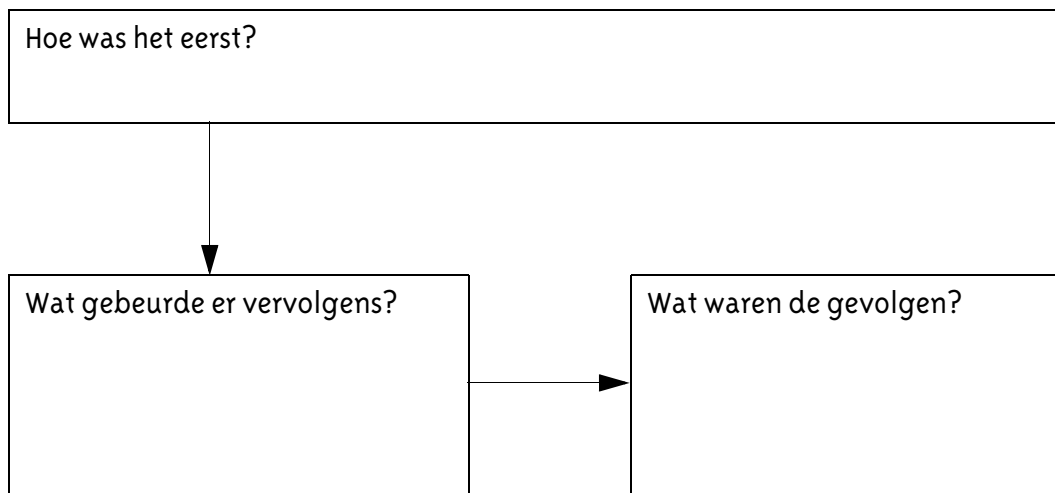 Hoe was het eerst?
Wat gebeurde er vervolgens?
Wat waren de gevolgen?